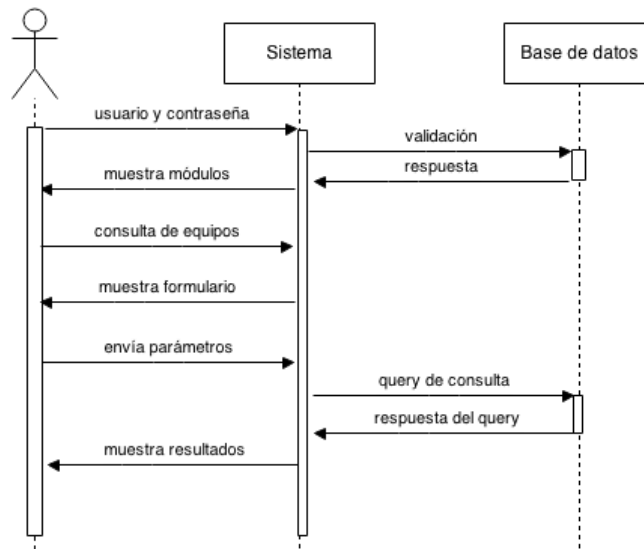 Sistema
Base de datos
usuario y contraseña
validación
respuesta
muestra módulos
consulta de equipos
muestra formulario
envía parámetros
query de consulta
respuesta del query
muestra resultados